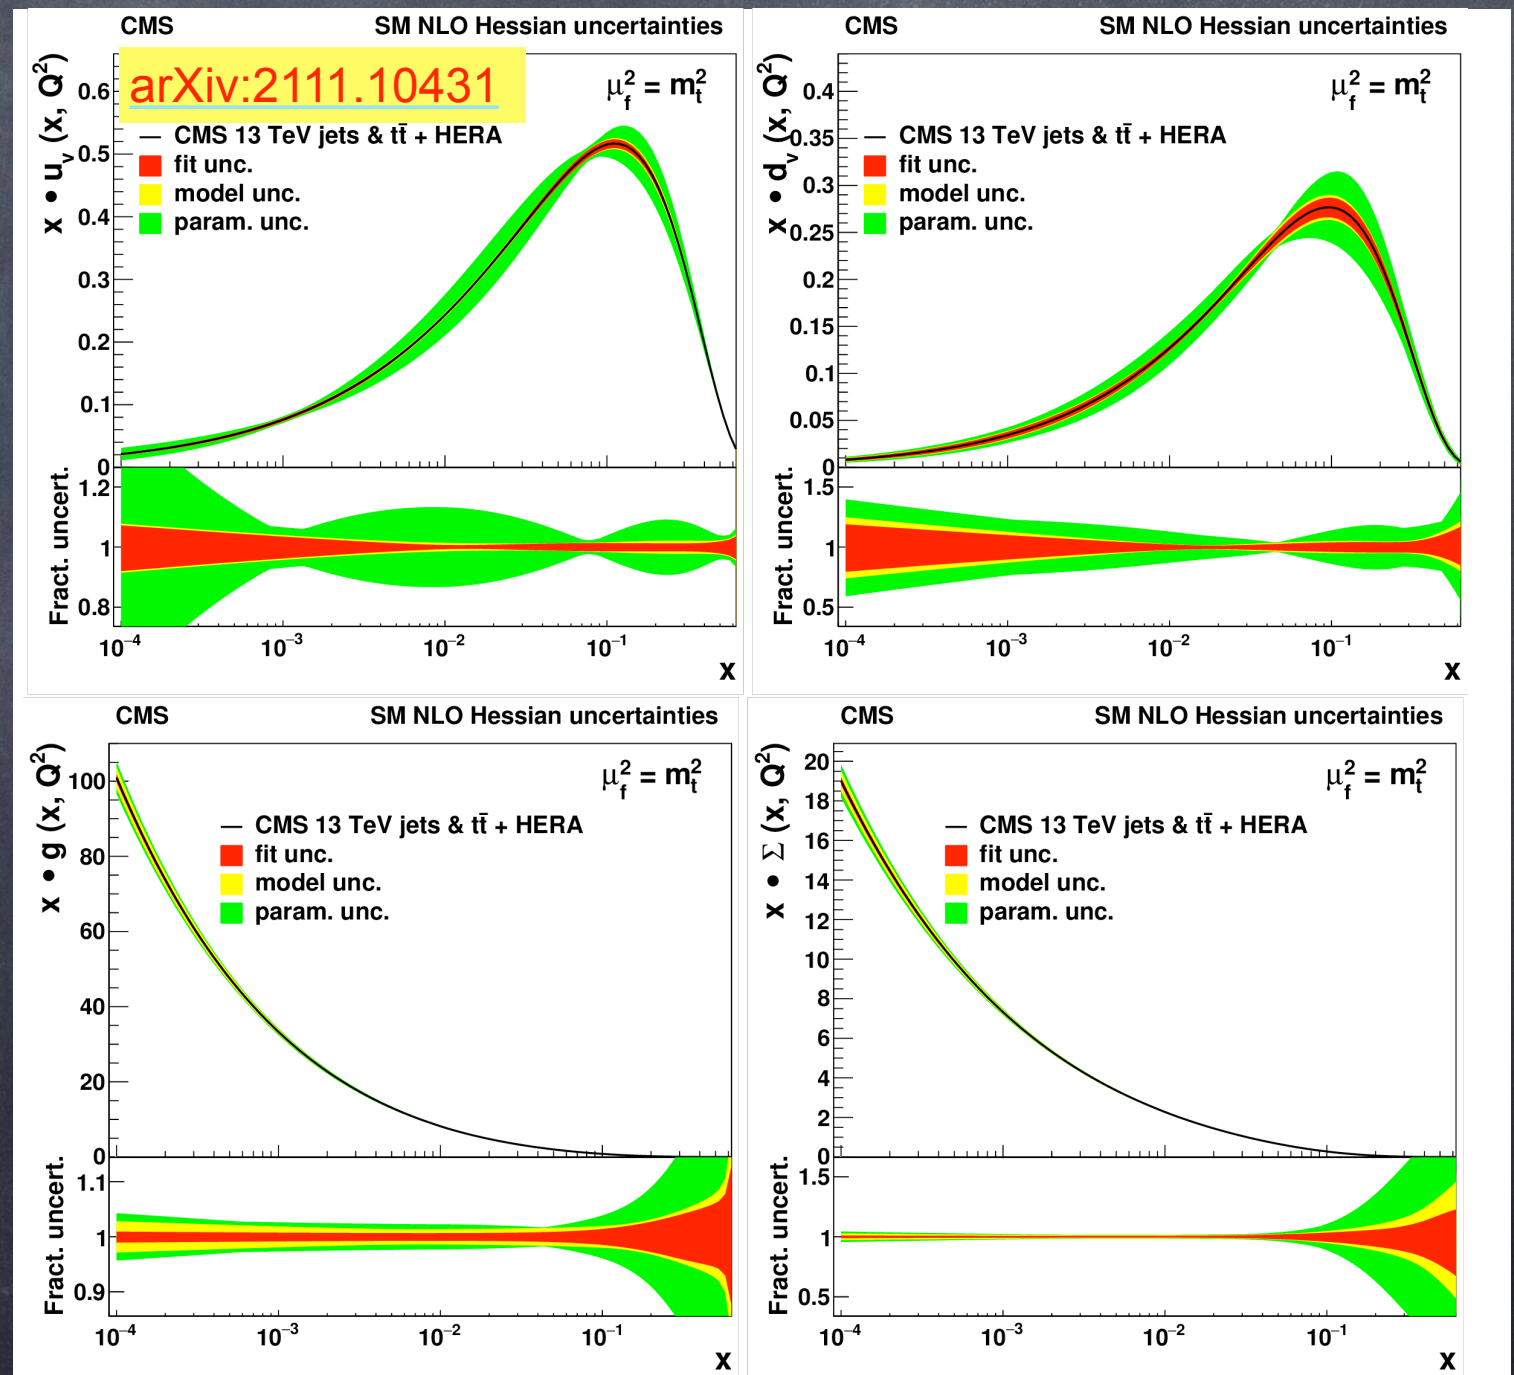 CMS SM NLO Hessian uncertainties
arXiv:2111.10431
μ_f^2 = m_t^2
CMS 13 TeV jets & tt̄ + HERA
fit unc.
model unc.
param. unc.
x • u_v (x, Q^2)
0.6
0.5
0.4
0.3
0.2
0.1
0
Fract. uncert.
1.2
1
0.8
10^−4 10^−3 10^−2 10^−1
x
CMS SM NLO Hessian uncertainties
μ_f^2 = m_t^2
CMS 13 TeV jets & tt̄ + HERA
fit unc.
model unc.
param. unc.
x • d_v (x, Q^2)
0.4
0.35
0.3
0.25
0.2
0.15
0.1
0.05
0
Fract. uncert.
1.5
1
0.5
10^−4 10^−3 10^−2 10^−1
x
CMS SM NLO Hessian uncertainties
μ_f^2 = m_t^2
CMS 13 TeV jets & tt̄ + HERA
fit unc.
model unc.
param. unc.
x • g (x, Q^2)
100
80
60
40
20
0
Fract. uncert.
1.1
1
0.9
10^−4 10^−3 10^−2 10^−1
x
CMS SM NLO Hessian uncertainties
μ_f^2 = m_t^2
CMS 13 TeV jets & tt̄ + HERA
fit unc.
model unc.
param. unc.
x • Σ (x, Q^2)
20
18
16
14
12
10
8
6
4
2
0
Fract. uncert.
1.5
1
0.5
10^−4 10^−3 10^−2 10^−1
x